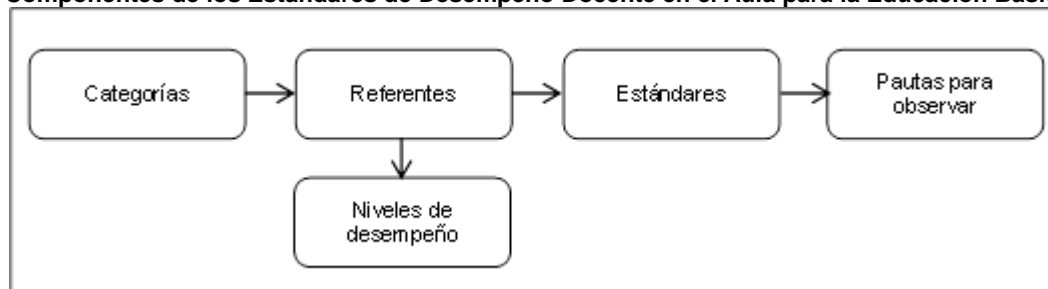 Componentes de los Estándares de Desempeño Docente en el Aula para la Educación
Categorías
Referentes
Estándares
Pautas para
observar
Niveles de
desempeño